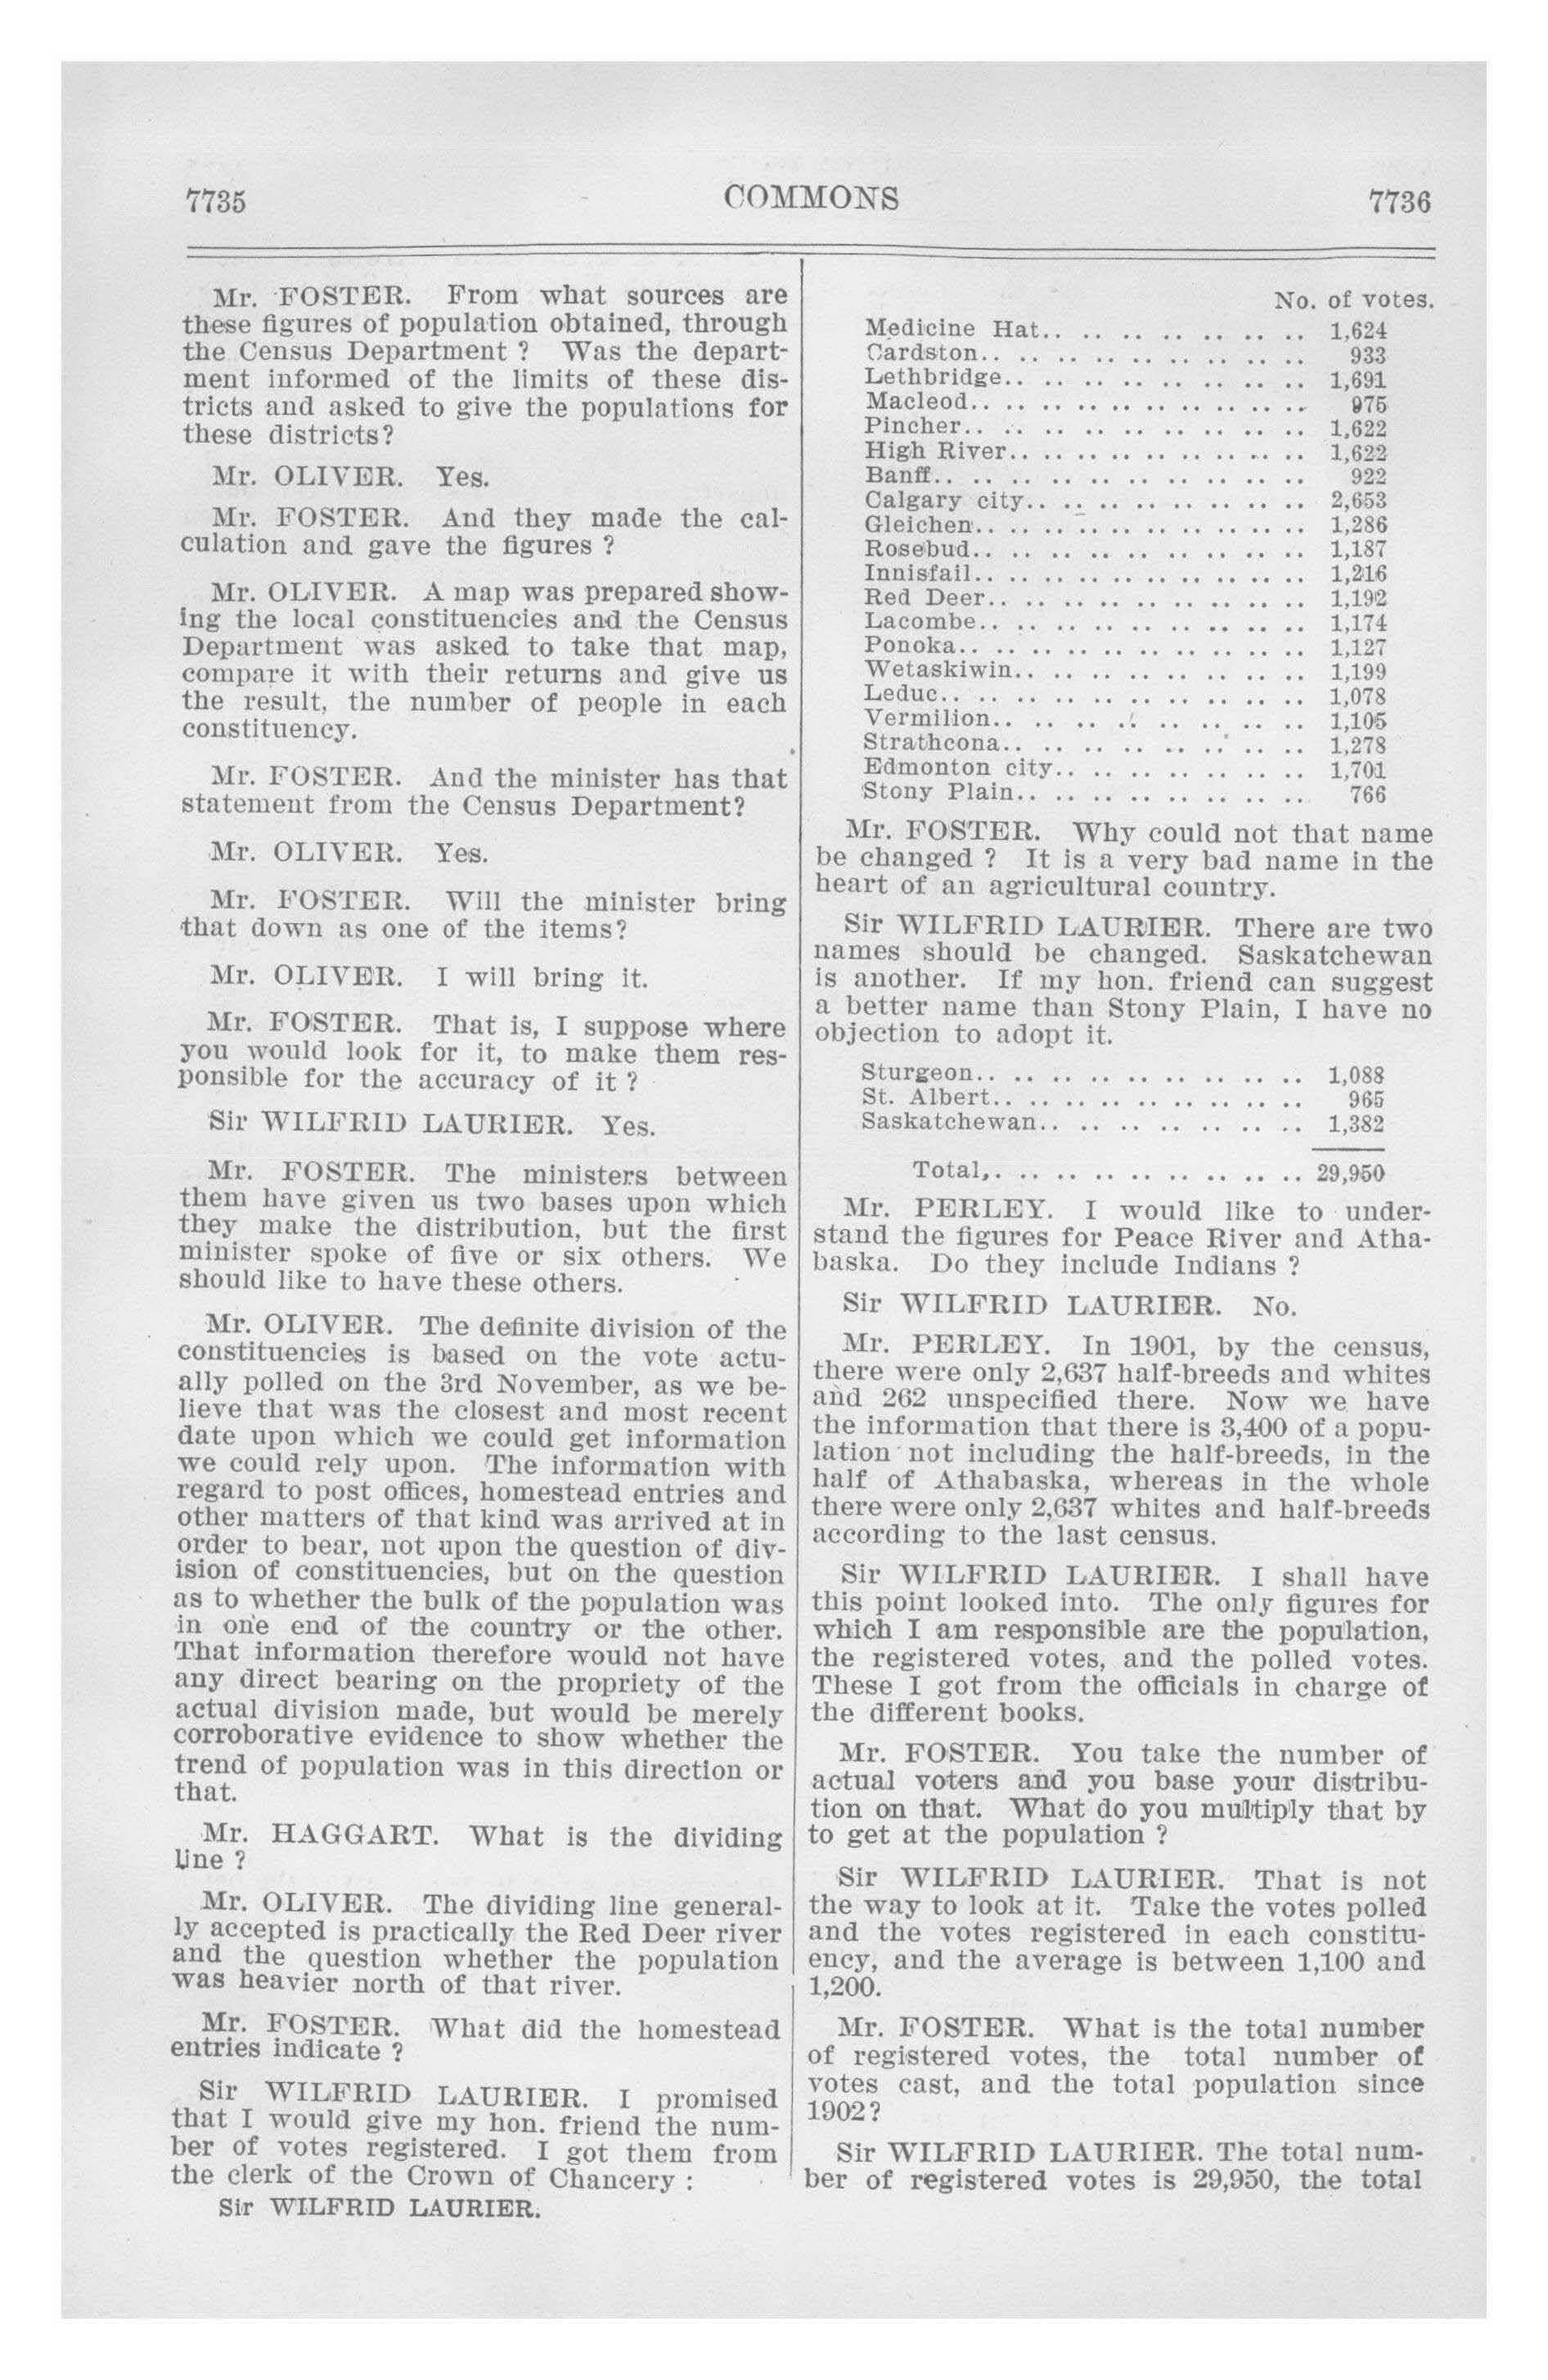 7735 COMMONS 7736
Mr. FOSTER. From what sources are
these figures of population obtained, through
the Census Department ? Was the depart-
ment informed of the limits of these dis-
tricts and asked to give the populations for
these districts?
Mr. OLIVER. Yes.
Mr. FOSTER. And they made the cal-
culation and gave the figures ?
Mr. OLIVER. A map was prepared show-
ing the local constituencies and the Census
Department was asked to take that map,
compare it with their returns and give us
the result, the number of people in each
constituency.
Mr. FOSTER. And the minister has that
statement from the Census Department?
Mr. OLIVER. Yes.
Mr. FOSTER. Will the minister bring
that down as one of the items?
Mr. OLIVER. I will bring it.
Mr. FOSTER. That is, I suppose where
you would look for it, to make them res-
ponsible for the accuracy of it ?
Sir WILFRID LAURIER. Yes.
Mr. FOSTER. The ministers between
them have given us two bases upon which
they make the distribution, but the first
minister spoke of five or six others. We
should like to have these others.
Mr. OLIVER. The definite division of the
constituencies is based on the vote actu-
ally polled on the 3rd November, as we be-
lieve that was the closest and most recent
date upon which we could get information
we could rely upon. The information with
regard to post offices, homestead entries and
other matters of that kind was arrived at in
order to bear, not upon the question of div-
ision of constituencies, but on the question
as to whether the bulk of the population was
in one end of the country or the other.
That information therefore would not have
any direct bearing on the propriety of the
actual division made, but would be merely
corroborative evidence to show whether the
trend of population was in this direction or
that.
Mr. HAGGART. What is the dividing
line ?
Mr. OLIVER. The dividing line general-
ly accepted is practically the Red Deer river
and the question whether the population
was heavier north of that river.
Mr. FOSTER. What did the homestead
entries indicate ?
Sir WILFRID LAURIER. I promised
that I would give my hon. friend the num-
ber of votes registered. I got them from
the clerk of the Crown of Chancery :
Sir WILFRID LAURIER.
No. of votes.
Medicine Hat.. .. .. .. .. .. .. .. 1,624
Cardston.. .. .. .. .. .. .. .. .. 933
Lethbridge.. .. .. .. .. .. .. .. .. 1,691
Macleod.. .. .. .. .. .. .. .. .. .. 975
Pincher.. .. .. .. .. .. .. .. .. .. 1,622
High River.. .. .. .. .. .. .. .. .. 1,622
Banff.. .. .. .. .. .. .. .. .. .. .. 922
Calgary city.. .. .. .. .. .. .. .. 2,653
Gleichen.. .. .. .. .. .. .. .. .. .. 1,286
Rosebud.. .. .. .. .. .. .. .. .. .. 1,187
Innisfail.. .. .. .. .. .. .. .. .. .. 1,216
Red Deer.. .. .. .. .. .. .. .. .. .. 1,192
Lacombe.. .. .. .. .. .. .. .. .. .. 1,174
Ponoka.. .. .. .. .. .. .. .. .. .. 1,127
Wetaskiwin.. .. .. .. .. .. .. .. .. 1,199
Leduc.. .. .. .. .. .. .. .. .. .. .. 1,078
Vermilion.. .. .. .. .. .. .. .. .. 1,105
Strathcona.. .. .. .. .. .. .. .. .. 1,278
Edmonton city.. .. .. .. .. .. .. .. 1,701
Stony Plain.. .. .. .. .. .. .. .. .. 766
Mr. FOSTER. Why could not that name
be changed ? It is a very bad name in the
heart of an agricultural country.
Sir WILFRID LAURIER. There are two
names should be changed. Saskatchewan
is another. If my hon. friend can suggest
a better name than Stony Plain, I have no
objection to adopt it.
Sturgeon.. .. .. .. .. .. .. .. .. .. 1,088
St. Albert.. .. .. .. .. .. .. .. .. 965
Saskatchewan.. .. .. .. .. .. .. .. 1,382
Total,. .. .. .. .. .. .. .. .. .. 29,950
Mr. PERLEY. I would like to under-
stand the figures for Peace River and Atha-
baska. Do they include Indians ?
Sir WILFRID LAURIER. No.
Mr. PERLEY. In 1901, by the census,
there were only 2,637 half-breeds and whites
and 262 unspecified there. Now we have
the information that there is 3,400 of a popu-
lation not including the half-breeds, in the
half of Athabaska, whereas in the whole
there were only 2,637 whites and half-breeds
according to the last census.
Sir WILFRID LAURIER. I shall have
this point looked into. The only figures for
which I am responsible are the population,
the registered votes, and the polled votes.
These I got from the officials in charge of
the different books.
Mr. FOSTER. You take the number of
actual voters and you base your distribu-
tion on that. What do you multiply that by
to get at the population ?
Sir WILFRID LAURIER. That is not
the way to look at it. Take the votes polled
and the votes registered in each constitu-
ency, and the average is between 1,100 and
1,200.
Mr. FOSTER. What is the total number
of registered votes, the total number of
votes cast, and the total population since
1902?
Sir WILFRID LAURIER. The total num-
ber of registered votes is 29,950, the total